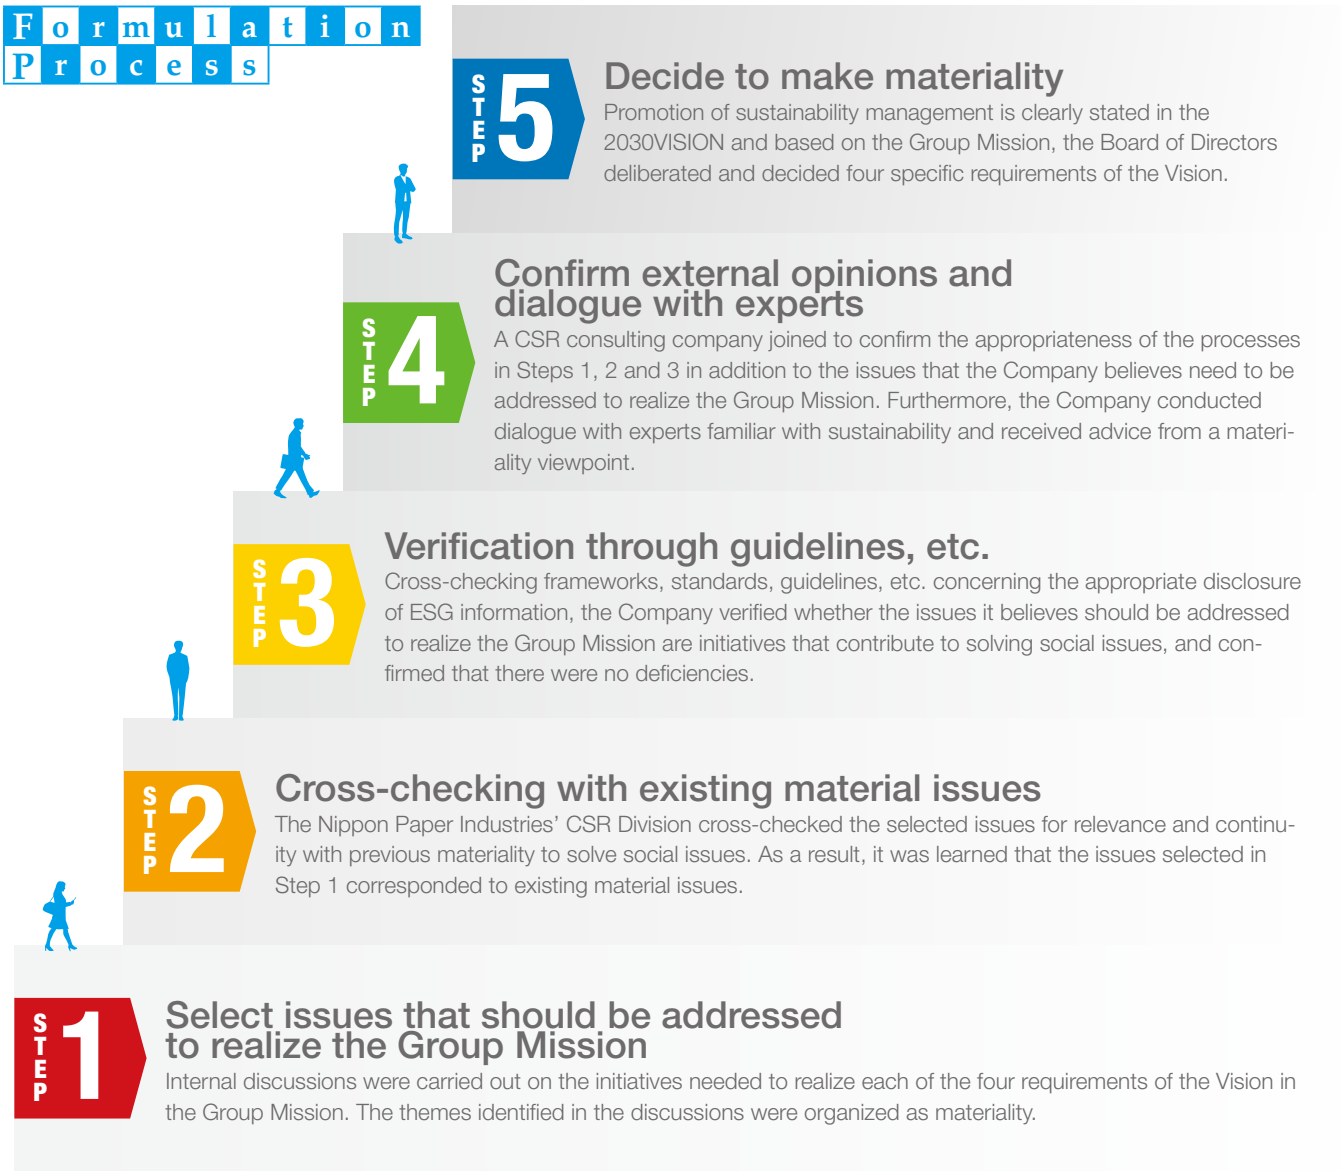 Formulation
Process
STEP 5
Decide to make materiality
Promotion of sustainability management is clearly stated in the
2030VISION and based on the Group Mission, the Board of Directors
deliberated and decided four specific requirements of the Vision.
STEP 4
Confirm external opinions and
dialogue with experts
A CSR consulting company joined to confirm the appropriateness of the processes
in Steps 1, 2 and 3 in addition to the issues that the Company believes need to be
addressed to realize the Group Mission. Furthermore, the Company conducted
dialogue with experts familiar with sustainability and received advice from a materi-
ality viewpoint.
STEP 3
Verification through guidelines, etc.
Cross-checking frameworks, standards, guidelines, etc. concerning the appropriate disclosure
of ESG information, the Company verified whether the issues it believes should be addressed
to realize the Group Mission are initiatives that contribute to solving social issues, and con-
firmed that there were no deficiencies.
STEP 2
Cross-checking with existing material issues
The Nippon Paper Industries’ CSR Division cross-checked the selected issues for relevance and continu-
ity with previous materiality to solve social issues. As a result, it was learned that the issues selected in
Step 1 corresponded to existing material issues.
STEP 1
Select issues that should be addressed
to realize the Group Mission
Internal discussions were carried out on the initiatives needed to realize each of the four requirements of the Vision in
the Group Mission. The themes identified in the discussions were organized as materiality.